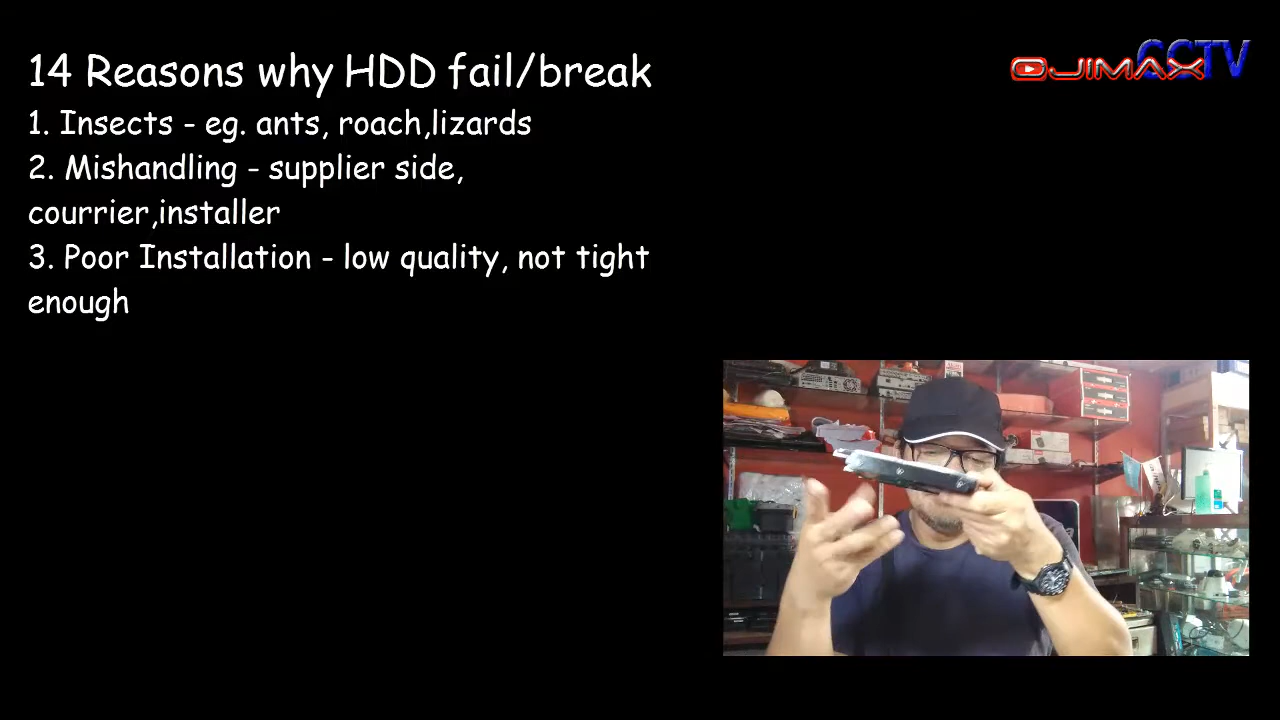 14 Reasons why HDD fail/break
OJIMAX CCTV
1. Insects - eg. ants, roach,lizards
2. Mishandling - supplier side,
courrier,installer
3. Poor Installation - low quality, not tight
enough